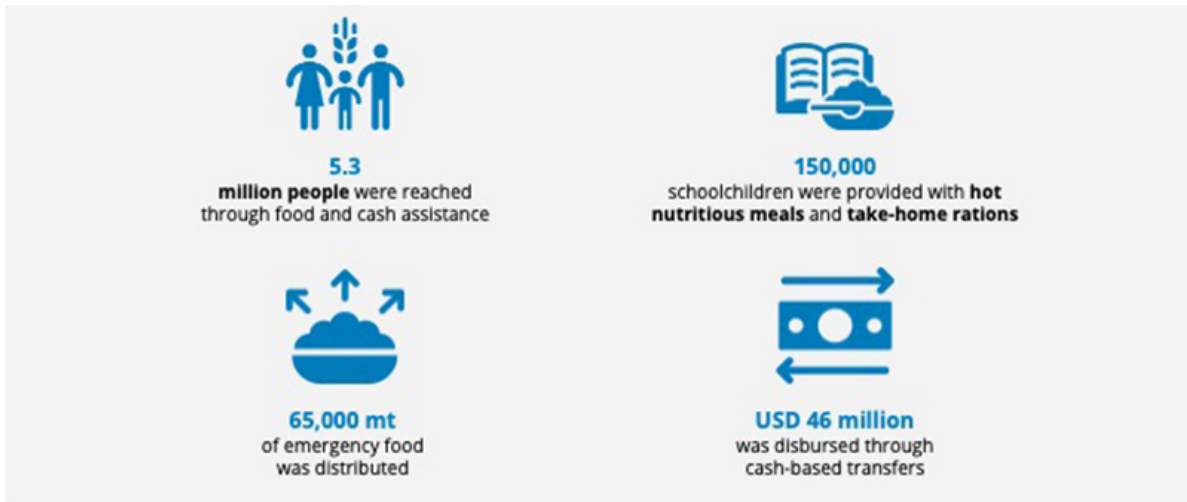 5.3
million people were reached
through food and cash assistance
150,000
schoolchildren were provided with hot
nutritious meals and take-home rations
65,000 mt
of emergency food
was distributed
USD 46 million
was disbursed through
cash-based transfers